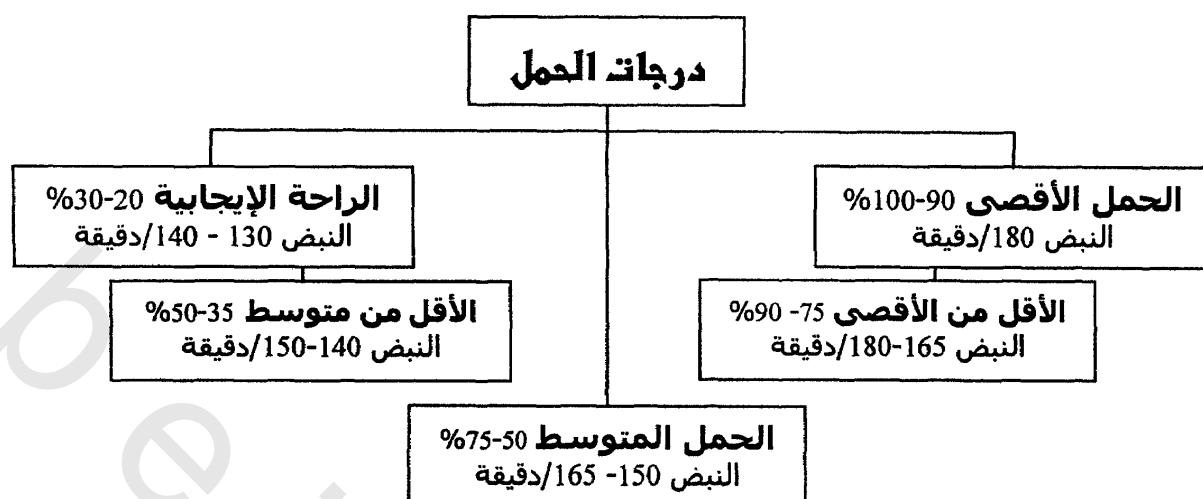 درجات الحمل
الحمل الأقصى 90-100%
النبض 180/دقيقة
الراحة الإيجابية 20-30%
النبض 130 - 140/دقيقة
الأقل من الأقصى 75- 90%
النبض 165-180/دقيقة
الأقل من متوسط 35-50%
النبض 140-150/دقيقة
الحمل المتوسط 50-75%
النبض 150- 165/دقيقة